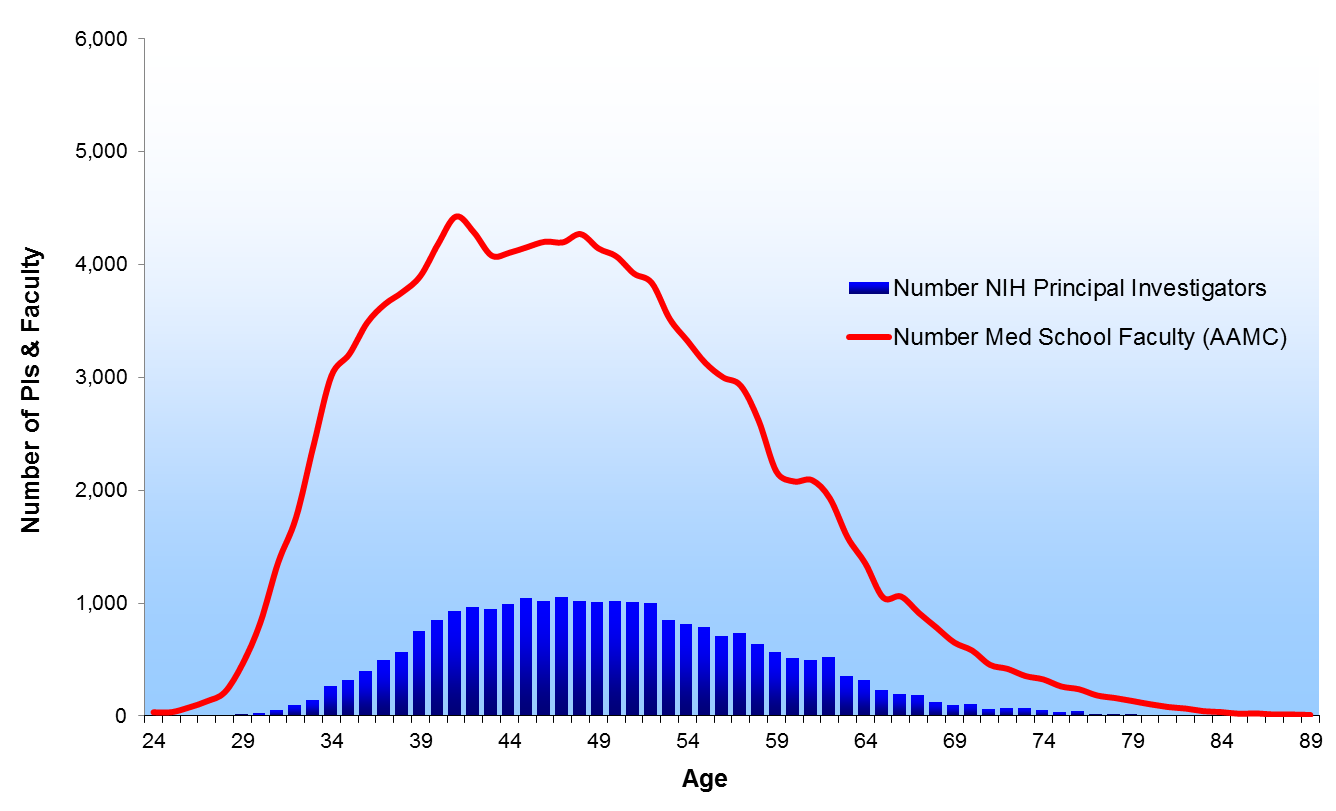 6,000
5,000
4,000
3,000
2,000
1,000
0
Number of PIs & Faculty
Number NIH Principal Investigators
Number Med School Faculty (AAMC)
24 29 34 39 44 49 54 59 64 69 74 79 84 89
Age